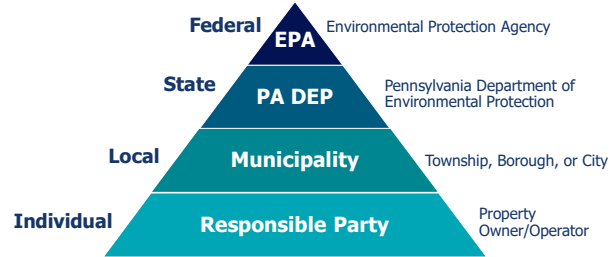 Federal
EPA
Environmental Protection Agency
State
PA DEP
Pennsylvania Department of
Environmental Protection
Local
Municipality
Township, Borough, or City
Individual
Responsible Party
Property
Owner/Operator